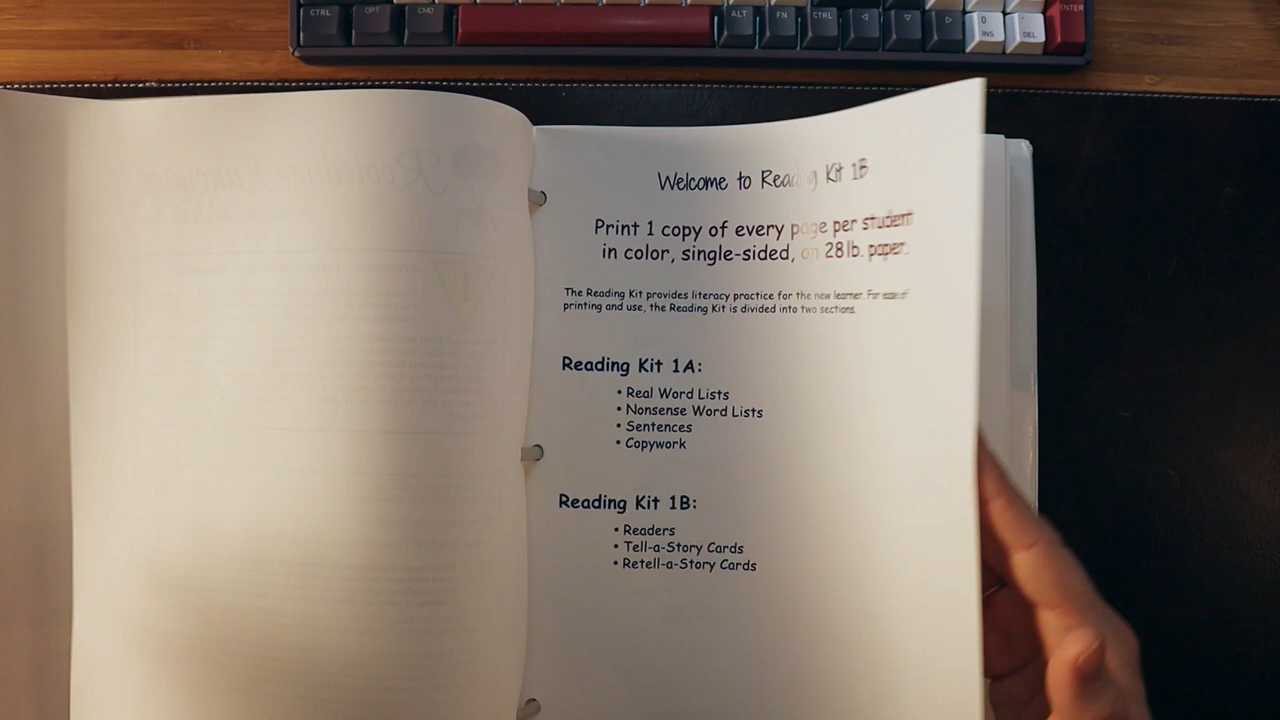 CTRL OPT CMD ALT FN CTRL 0 INS DEL ENTER
Welcome to Reading Kit 1B
Print 1 copy of every page per student
in color, single-sided, on 28 lb. paper.
The Reading Kit provides literacy practice for the new learner. For ease of
printing and use, the Reading Kit is divided into two sections.
Reading Kit 1A:
• Real Word Lists
• Nonsense Word Lists
• Sentences
• Copywork
Reading Kit 1B:
• Readers
• Tell-a-Story Cards
• Retell-a-Story Cards